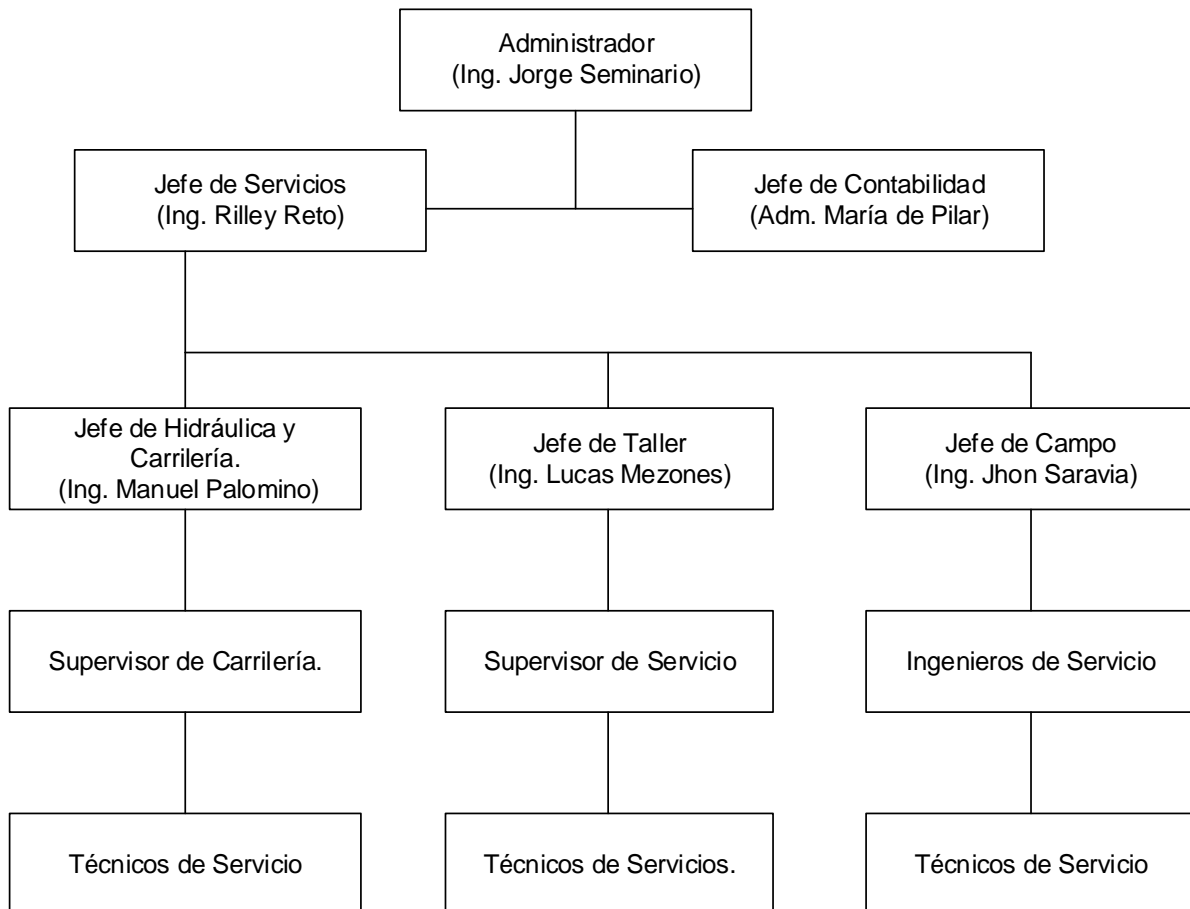 Administrador
(Ing. Jorge Seminario)
Jefe de Servicios
(Ing. Rilley Reto)
Jefe de Contabilidad
(Adm. María de Pilar)
Jefe de Hidráulica y
Carrilería.
(Ing. Manuel Palomino)
Jefe de Taller
(Ing. Lucas Mezones)
Jefe de Campo
(Ing. Jhon Saravia)
Supervisor de Carrilería.
Supervisor de Servicio
Ingenieros de Servicio
Técnicos de Servicio
Técnicos de Servicios.
Técnicos de Servicio